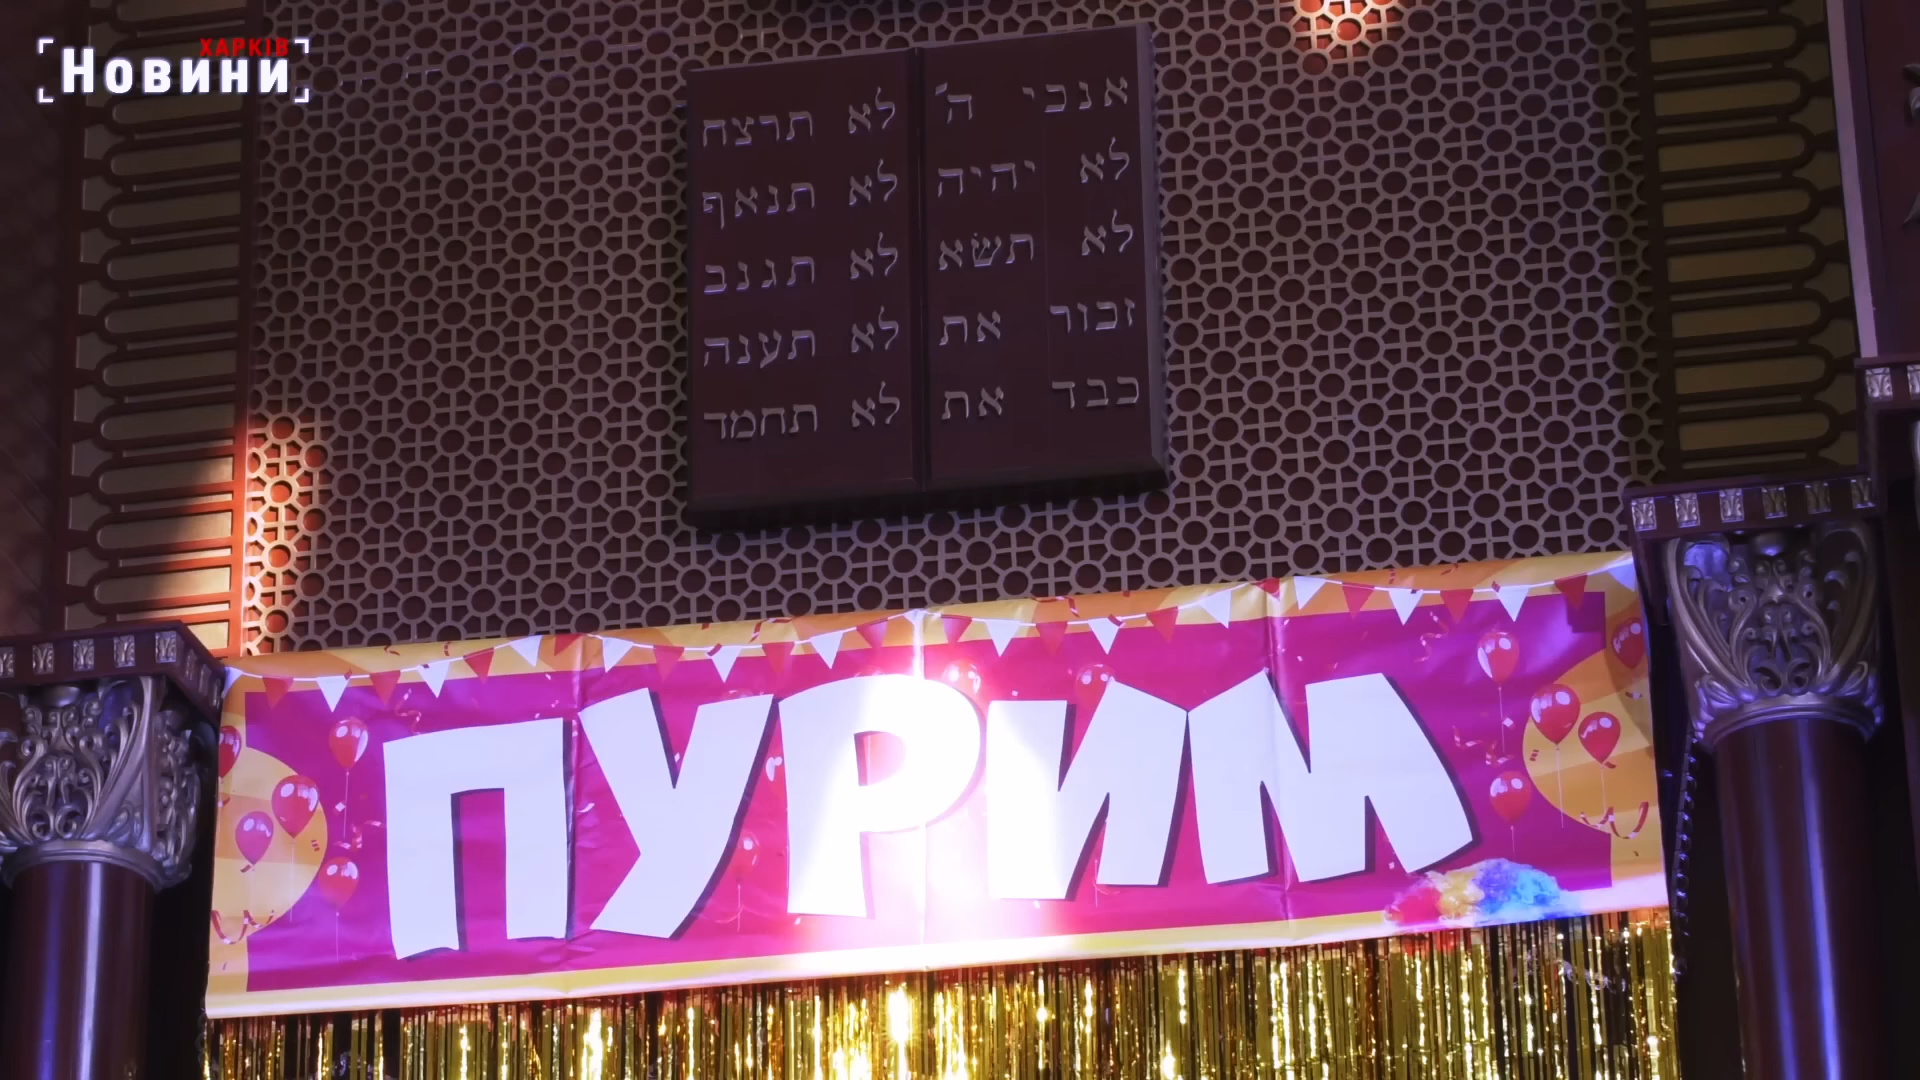 ХАРКІВ
Новини
אנכי ה׳
לא יהיה
לא תשׂא
זכור את
כבד את
לא תרצח
לא תנאף
לא תגנב
לא תענה
לא תחמד
ПУРИМ